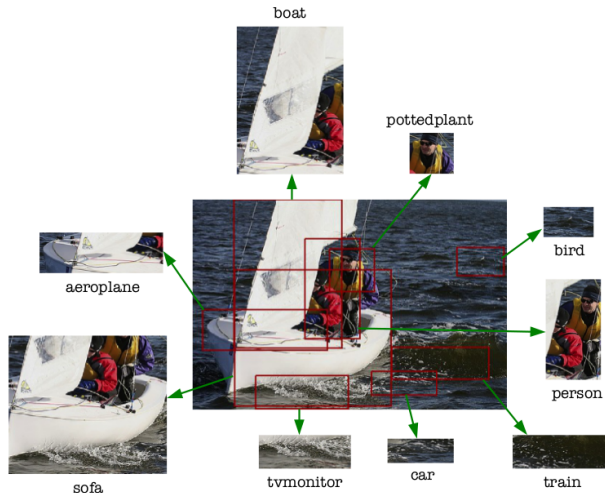 boat
pottedplant
bird
aeroplane
person
sofa
tvmonitor
car
train